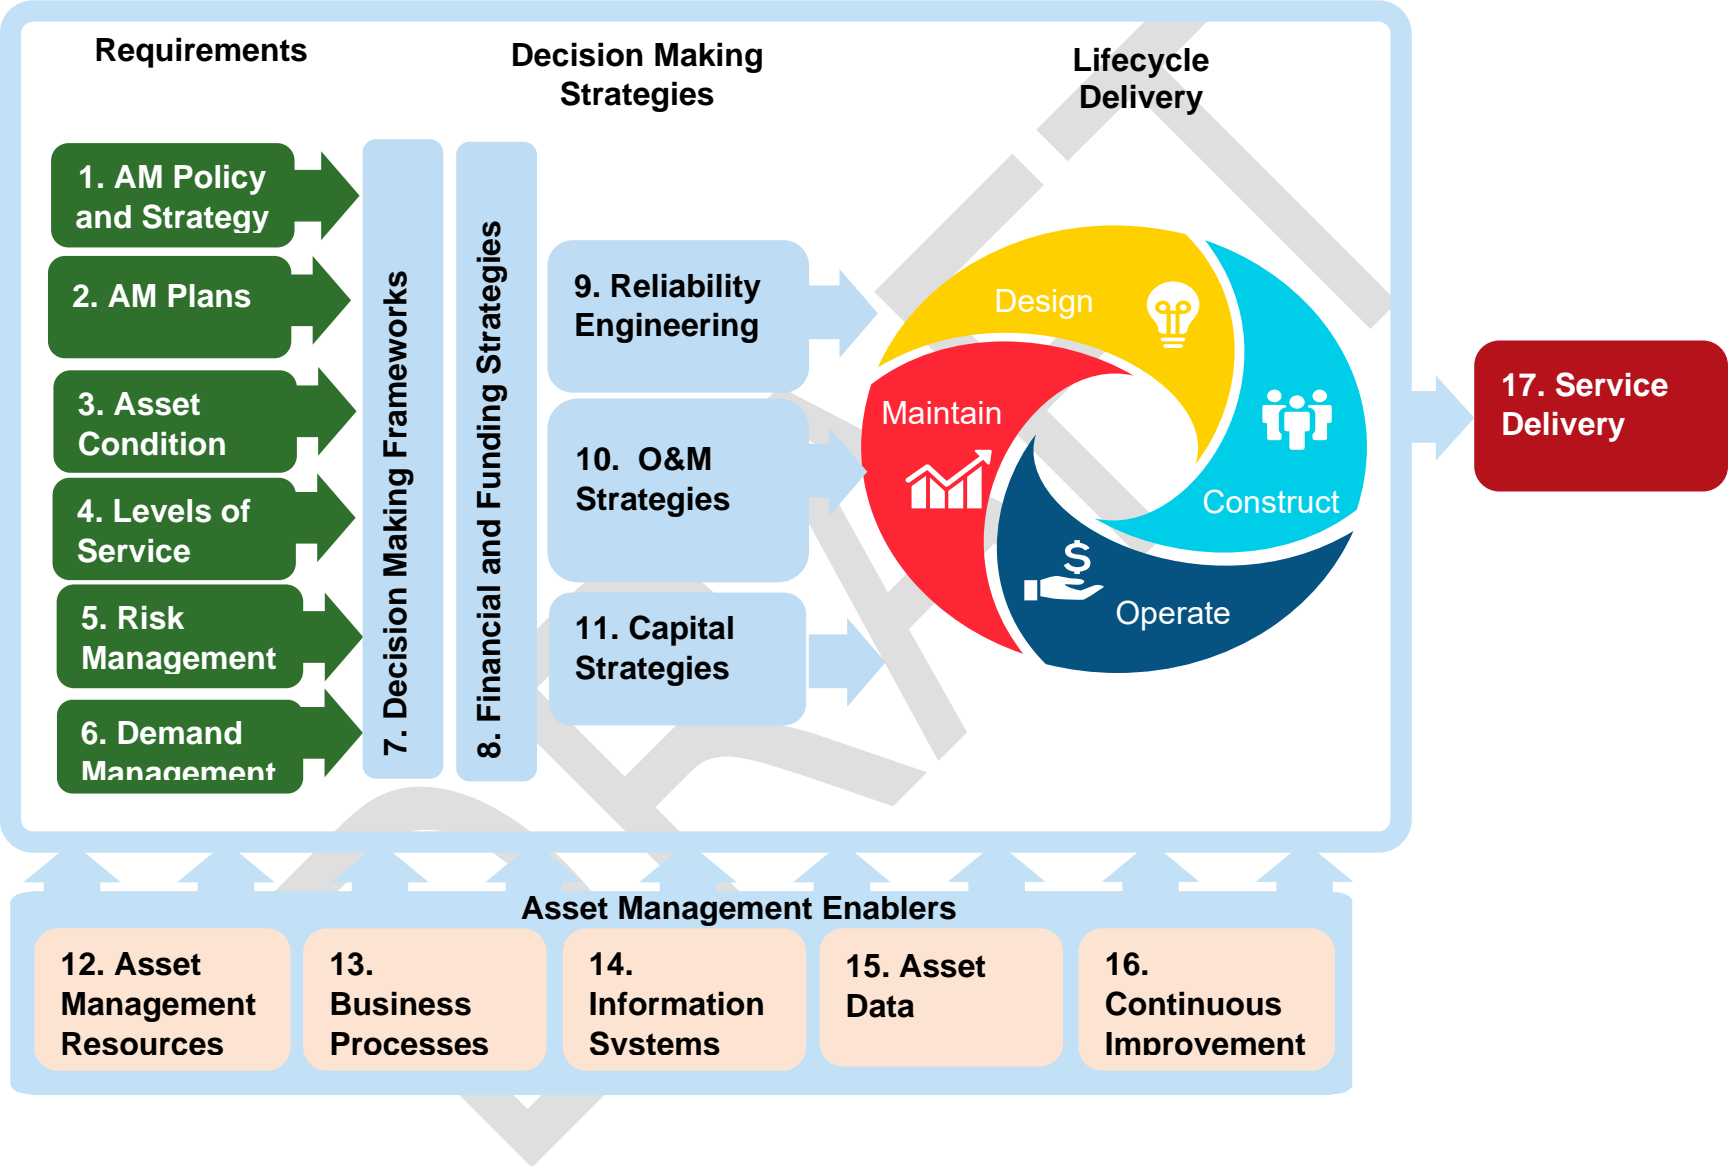 Requirements
Decision Making
Strategies
Lifecycle
Delivery
1. AM Policy
and Strategy
2. AM Plans
3. Asset
Condition
4. Levels of
Service
5. Risk
Management
6. Demand
Management
7. Decision Making Frameworks
8. Financial and Funding Strategies
9. Reliability
Engineering
10. O&M
Strategies
11. Capital
Strategies
Design
Maintain
Construct
$
Operate
17. Service
Delivery
Asset Management Enablers
12. Asset
Management
Resources
13.
Business
Processes
14.
Information
Systems
15. Asset
Data
16.
Continuous
Improvement
DRAFT